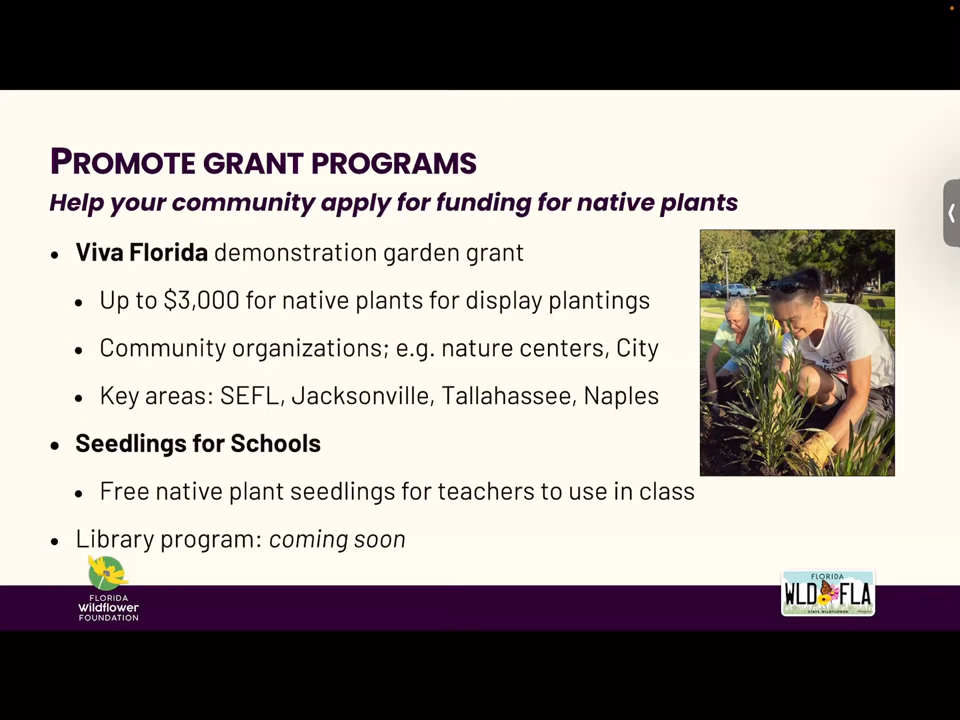 PROMOTE GRANT PROGRAMS
Help your community apply for funding for native plants
• Viva Florida demonstration garden grant
• Up to $3,000 for native plants for display plantings
• Community organizations; e.g. nature centers, City
• Key areas: SEFL, Jacksonville, Tallahassee, Naples
• Seedlings for Schools
• Free native plant seedlings for teachers to use in class
• Library program: coming soon
FLORIDA
Wildflower
FOUNDATION
FLORIDA
WLD FLA
STATE WILDFLOWER